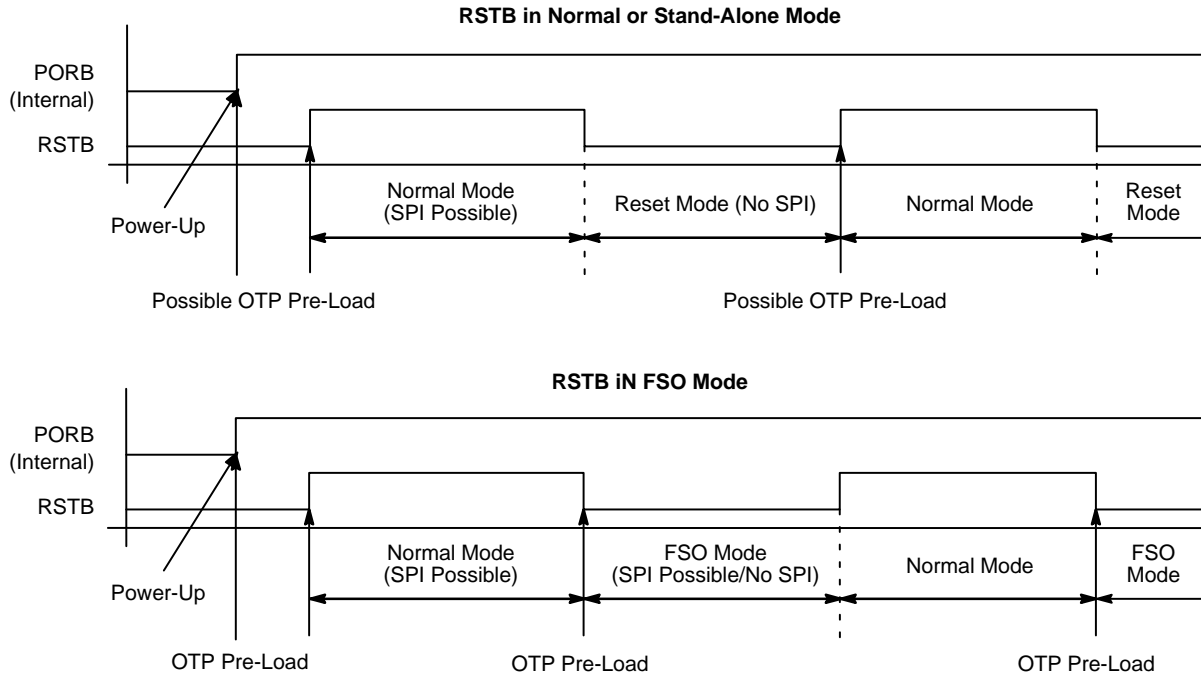 RSTB in Normal or Stand-Alone Mode
PORB
(Internal)
RSTB
Normal Mode
(SPI Possible)
Reset Mode (No SPI)
Normal Mode
Reset
Mode
Power-Up
Possible OTP Pre-Load
Possible OTP Pre-Load
RSTB iN FSO Mode
PORB
(Internal)
RSTB
Normal Mode
(SPI Possible)
FSO Mode
(SPI Possible/No SPI)
Normal Mode
FSO
Mode
Power-Up
OTP Pre-Load
OTP Pre-Load
OTP Pre-Load